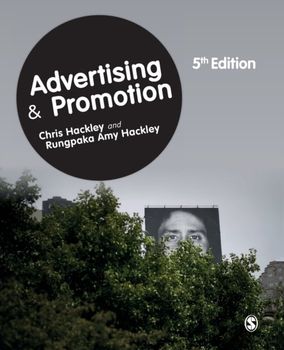 Advertising
& Promotion
5th Edition
Chris Hackley and
Rungpaka Amy Hackley